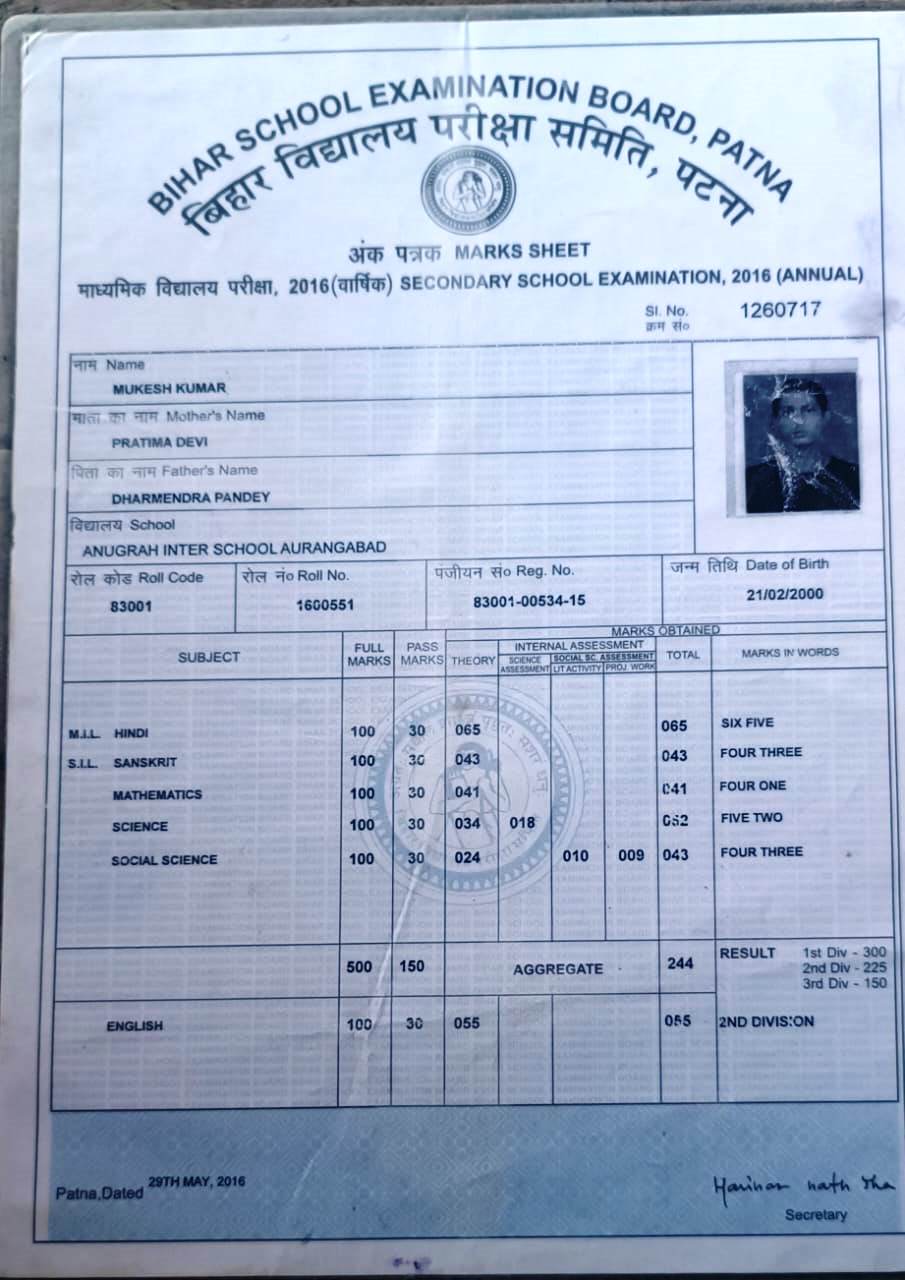 BIHAR SCHOOL EXAMINATION BOARD, PATNA
बिहार विद्यालय परीक्षा समिति, पटना
अंक पत्रक MARKS SHEET
माध्यमिक विद्यालय परीक्षा, 2016(वार्षिक) SECONDARY SCHOOL EXAMINATION, 2016 (ANNUAL)
Sl. No. 1260717
क्रम सं०
नाम Name
MUKESH KUMAR
माता का नाम Mother's Name
PRATIMA DEVI
पिता का नाम Father's Name
DHARMENDRA PANDEY
विद्यालय School
ANUGRAH INTER SCHOOL AURANGABAD
रोल कोड Roll Code रोल नं० Roll No. पंजीयन सं० Reg. No. जन्म तिथि Date of Birth
83001 1600551 83001-00534-15 21/02/2000
MARKS OBTAINED
SUBJECT FULL MARKS PASS MARKS THEORY INTERNAL ASSESSMENT TOTAL MARKS IN WORDS
SCIENCE ASSESSMENT SOCIAL SC. ASSESSMENT
LIT ACTIVITY PROJ. WORK
M.I.L. HINDI 100 30 065 065 SIX FIVE
S.I.L. SANSKRIT 100 30 043 043 FOUR THREE
MATHEMATICS 100 30 041 041 FOUR ONE
SCIENCE 100 30 034 018 052 FIVE TWO
SOCIAL SCIENCE 100 30 024 010 009 043 FOUR THREE
500 150 AGGREGATE 244 RESULT 1st Div - 300
2nd Div - 225
3rd Div - 150
ENGLISH 100 30 055 055 2ND DIVISION
Patna,Dated 29TH MAY, 2016
Harihar nath Jha
Secretary